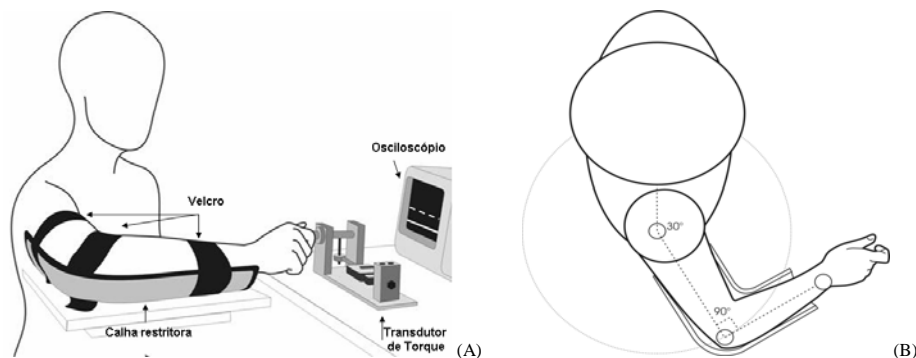 Osciloscópio
Velcro
Calha restritora
Transdutor
de Torque
(A)
30°
90°
(B)